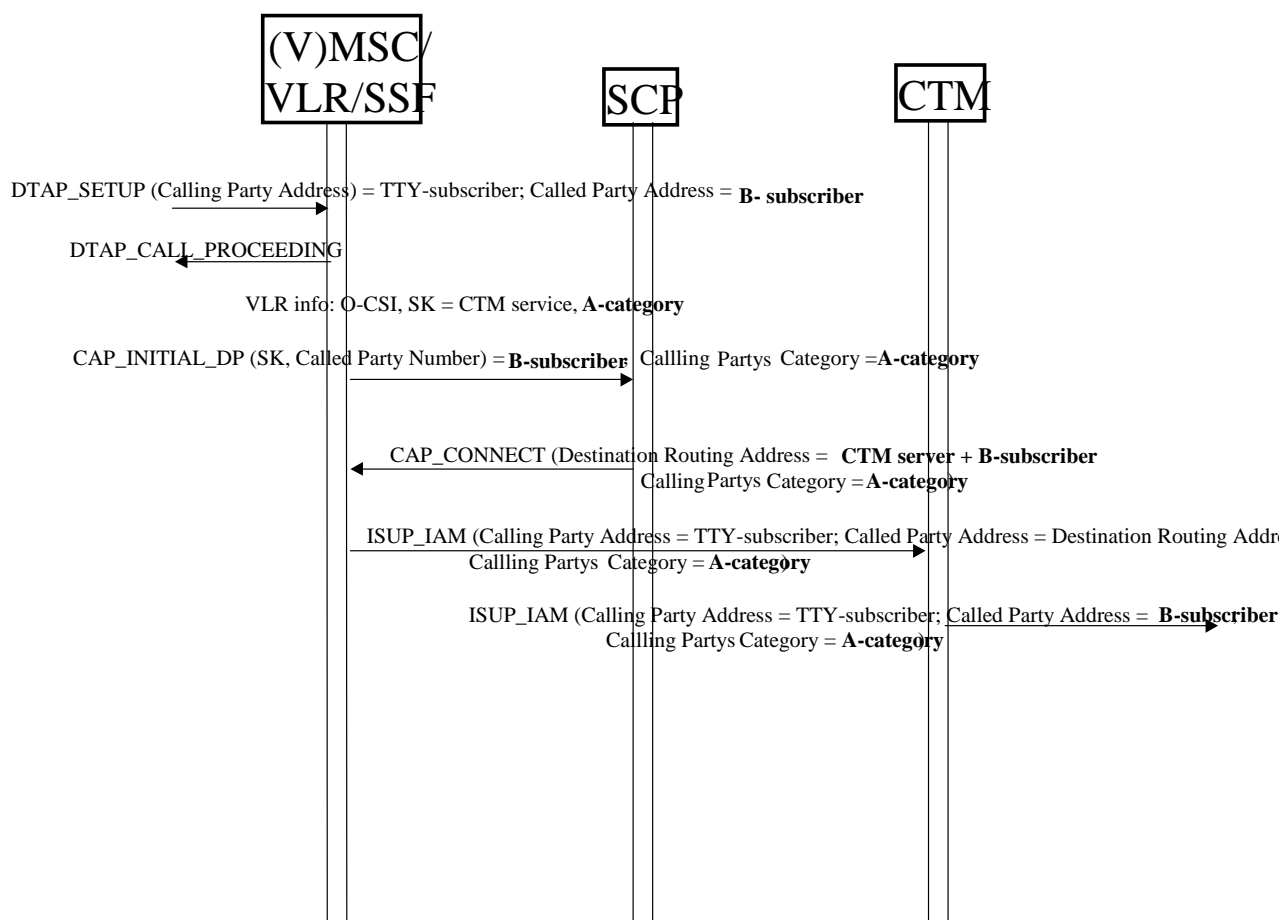 (V)MSC/
VLR/SSF
SCP
CTM
DTAP_SETUP (Calling Party Address) = TTY-subscriber; Called Party Address = B- subscriber
DTAP_CALL_PROCEEDING
VLR info: O-CSI, SK = CTM service, A-category
CAP_INITIAL_DP (SK, Called Party Number) = B-subscriber, Callling Partys Category =A-category
CAP_CONNECT (Destination Routing Address = CTM server + B-subscriber
Calling Partys Category =A-category)
ISUP_IAM (Calling Party Address = TTY-subscriber; Called Party Address = Destination Routing Addre
Callling Partys Category = A-category)
ISUP_IAM (Calling Party Address = TTY-subscriber; Called Party Address = B-subscriber,
Callling Partys Category = A-category)